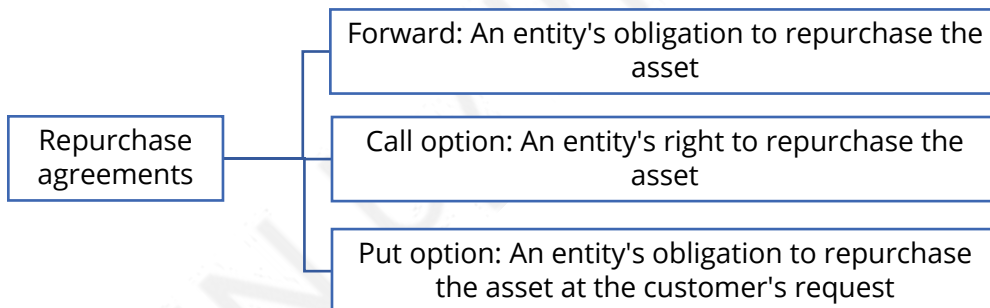 Forward: An entity's obligation to repurchase the
asset
Repurchase
agreements
Call option: An entity's right to repurchase the
asset
Put option: An entity's obligation to repurchase
the asset at the customer's request